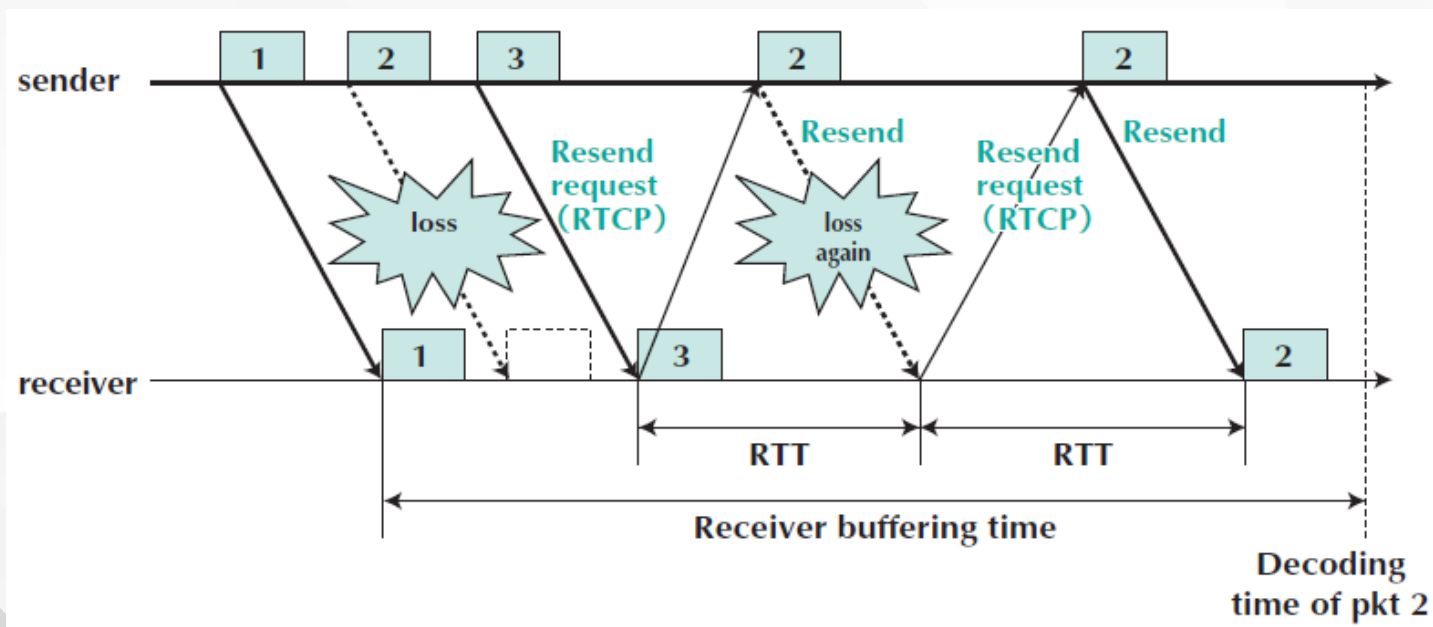 1
2
3
2
2
sender
Resend
request
（RTCP）
Resend
Resend
request
（RTCP）
Resend
loss
loss
again
1
3
2
receiver
RTT
RTT
Receiver buffering time
Decoding
time of pkt 2